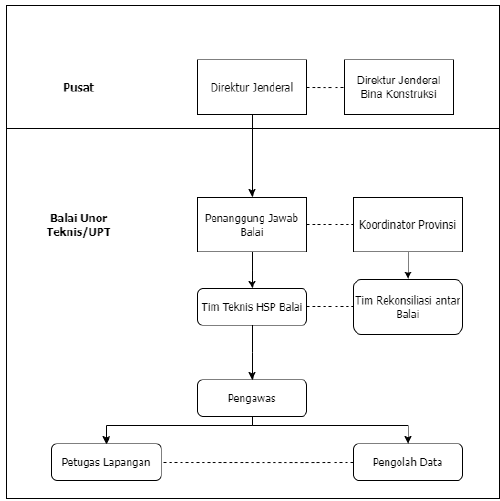 Pusat
Direktur Jenderal
Direktur Jenderal
Bina Konstruksi
Balai Unor
Teknis/UPT
Penanggung Jawab
Balai
Koordinator Provinsi
Tim Teknis HSP Balai
Tim Rekonsiliasi antar
Balai
Pengawas
Petugas Lapangan
Pengolah Data